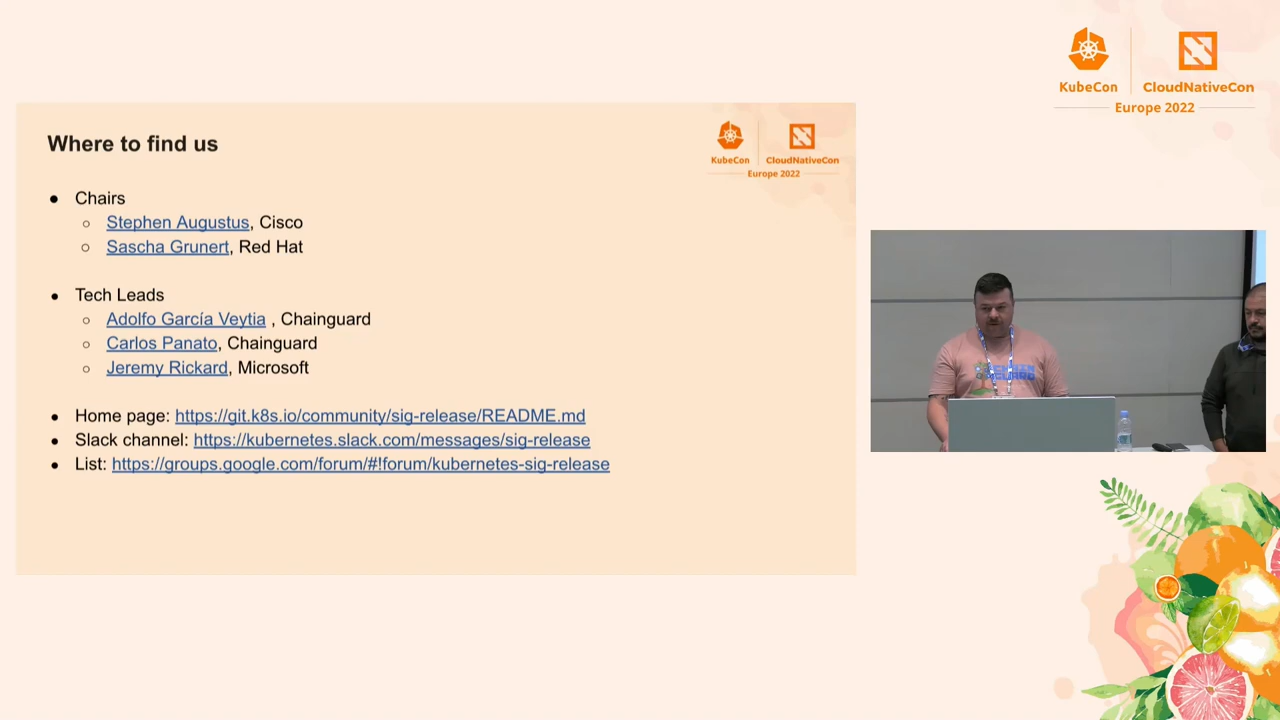 KubeCon
CloudNativeCon
Europe 2022
Where to find us
KubeCon
CloudNativeCon
Europe 2022
● Chairs
○ Stephen Augustus, Cisco
○ Sascha Grunert, Red Hat
● Tech Leads
○ Adolfo García Veytia , Chainguard
○ Carlos Panato, Chainguard
○ Jeremy Rickard, Microsoft
● Home page: https://git.k8s.io/community/sig-release/README.md
● Slack channel: https://kubernetes.slack.com/messages/sig-release
● List: https://groups.google.com/forum/#!forum/kubernetes-sig-release